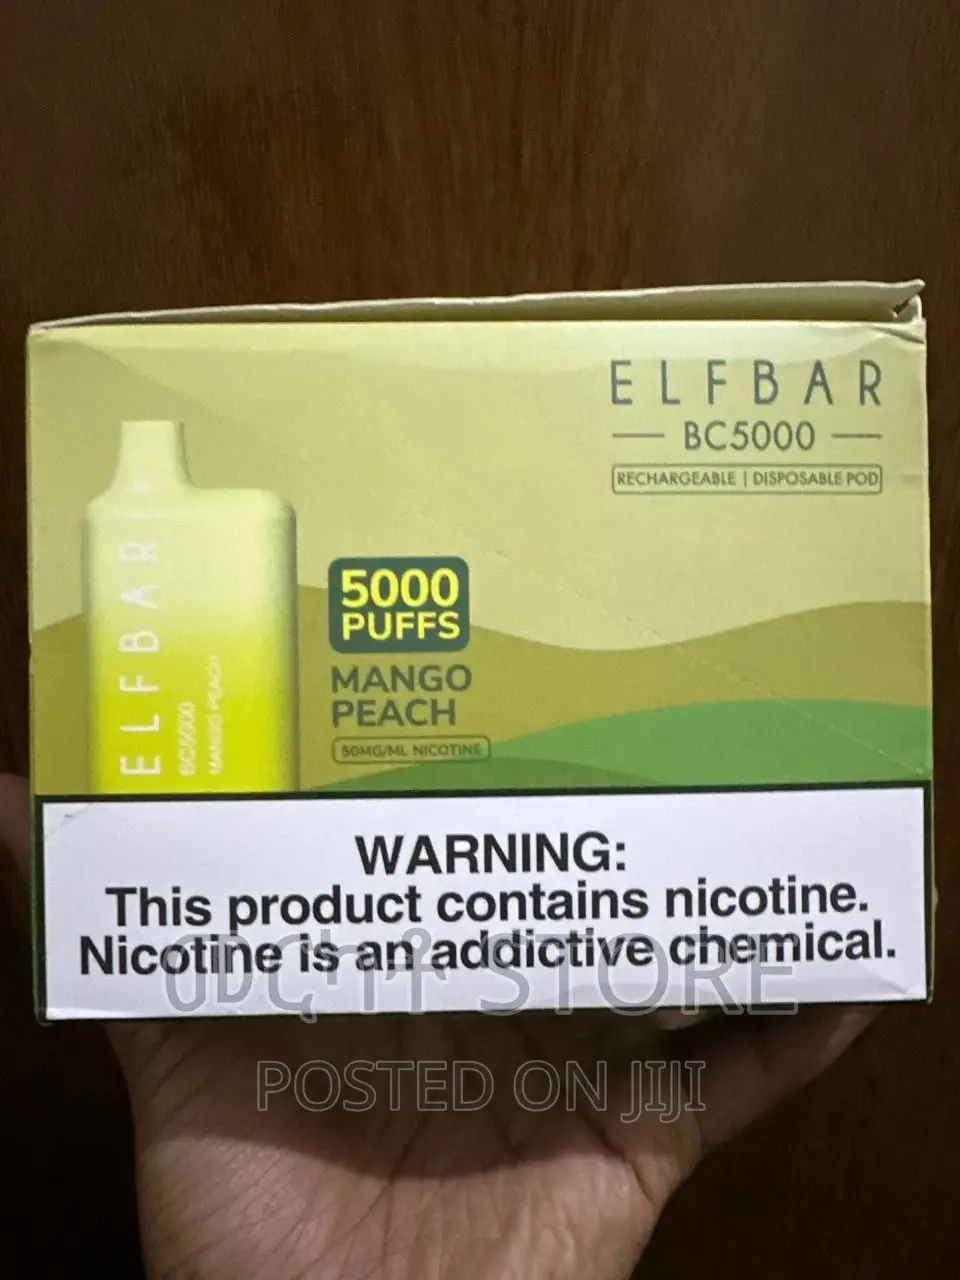 ELFBAR
BC5000
RECHARGEABLE | DISPOSABLE POD
ELFBAR
BC5000
MANGO PEACH
5000
PUFFS
MANGO
PEACH
50MG/ML NICOTINE
WARNING:
This product contains nicotine.
Nicotine is an addictive chemical.
STORE
POSTED ON JIJI